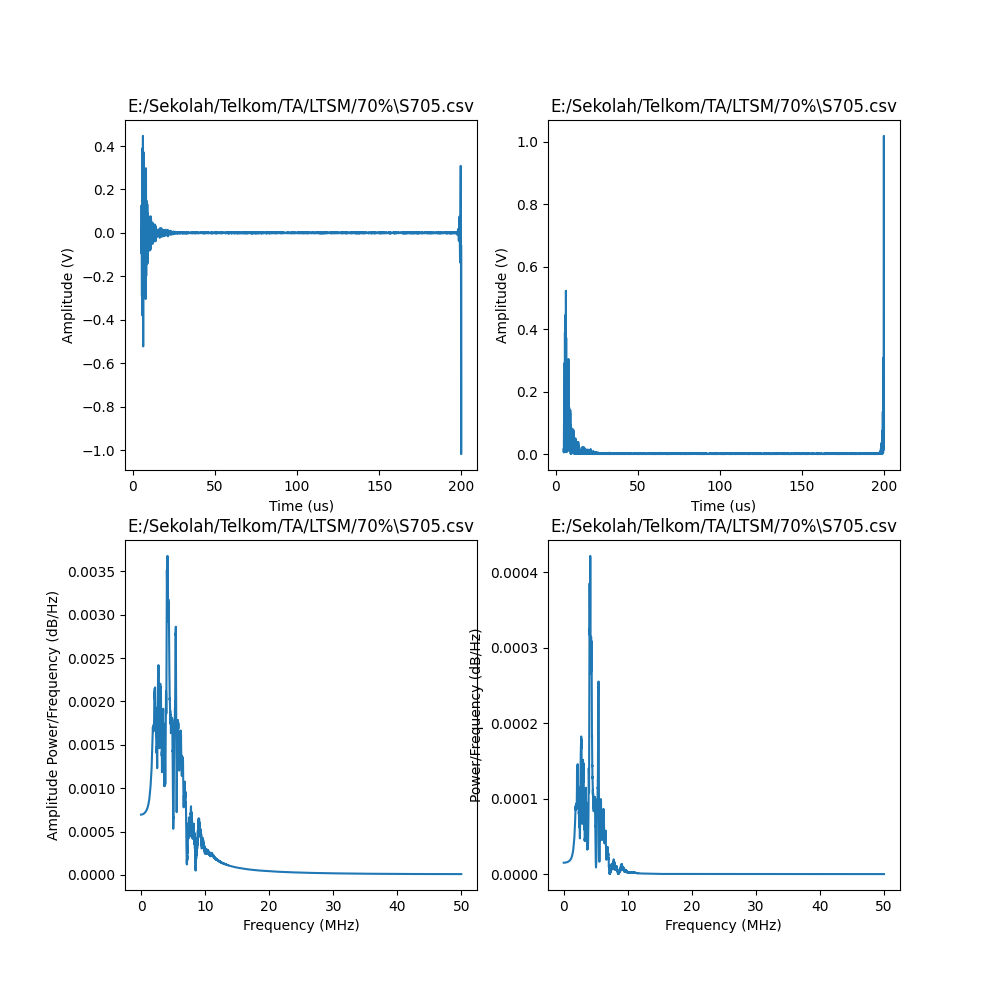 E:/Sekolah/Telkom/TA/LTSM/70%\S705.csv
Amplitude (V)
0.4
0.2
0.0
−0.2
−0.4
−0.6
−0.8
−1.0
0 50 100 150 200
Time (us)
E:/Sekolah/Telkom/TA/LTSM/70%\S705.csv
Amplitude (V)
1.0
0.8
0.6
0.4
0.2
0.0
0 50 100 150 200
Time (us)
E:/Sekolah/Telkom/TA/LTSM/70%\S705.csv
Amplitude Power/Frequency (dB/Hz)
0.0035
0.0030
0.0025
0.0020
0.0015
0.0010
0.0005
0.0000
0 10 20 30 40 50
Frequency (MHz)
E:/Sekolah/Telkom/TA/LTSM/70%\S705.csv
Power/Frequency (dB/Hz)
0.0004
0.0003
0.0002
0.0001
0.0000
0 10 20 30 40 50
Frequency (MHz)